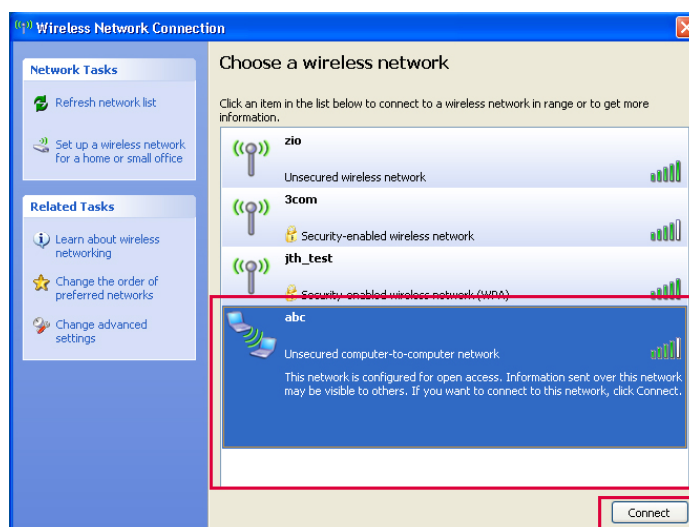 Wireless Network Connection
Network Tasks
Refresh network list
Set up a wireless network
for a home or small office
Related Tasks
Learn about wireless
networking
Change the order of
preferred networks
Change advanced
settings
Choose a wireless network
Click an item in the list below to connect to a wireless network in range or to get more
information.
zio
Unsecured wireless network
3com
Security-enabled wireless network
jth_test
Security-enabled wireless network (WPA)
abc
Unsecured computer-to-computer network
This network is configured for open access. Information sent over this network
may be visible to others. If you want to connect to this network, click Connect.
Connect